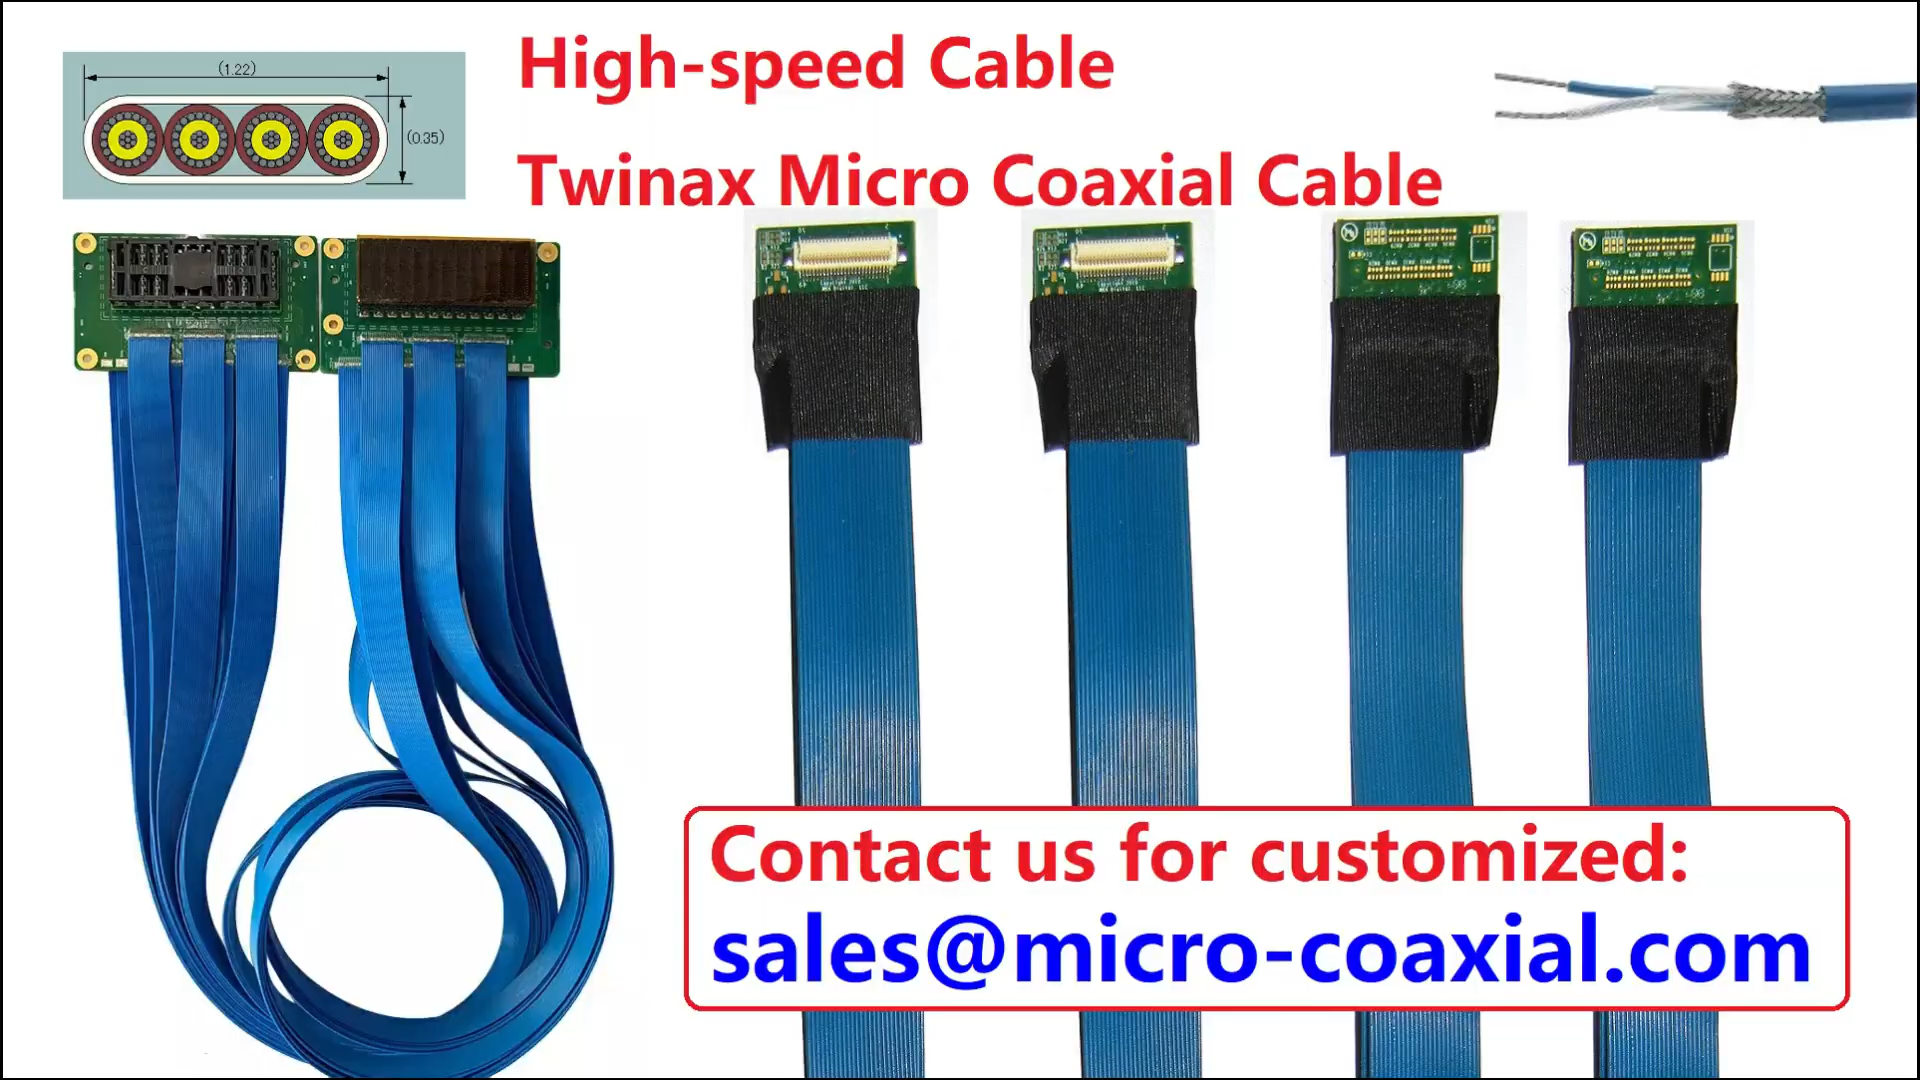 (1.22)
(0.35)
High-speed Cable
Twinax Micro Coaxial Cable
Contact us for customized:
sales@micro-coaxial.com